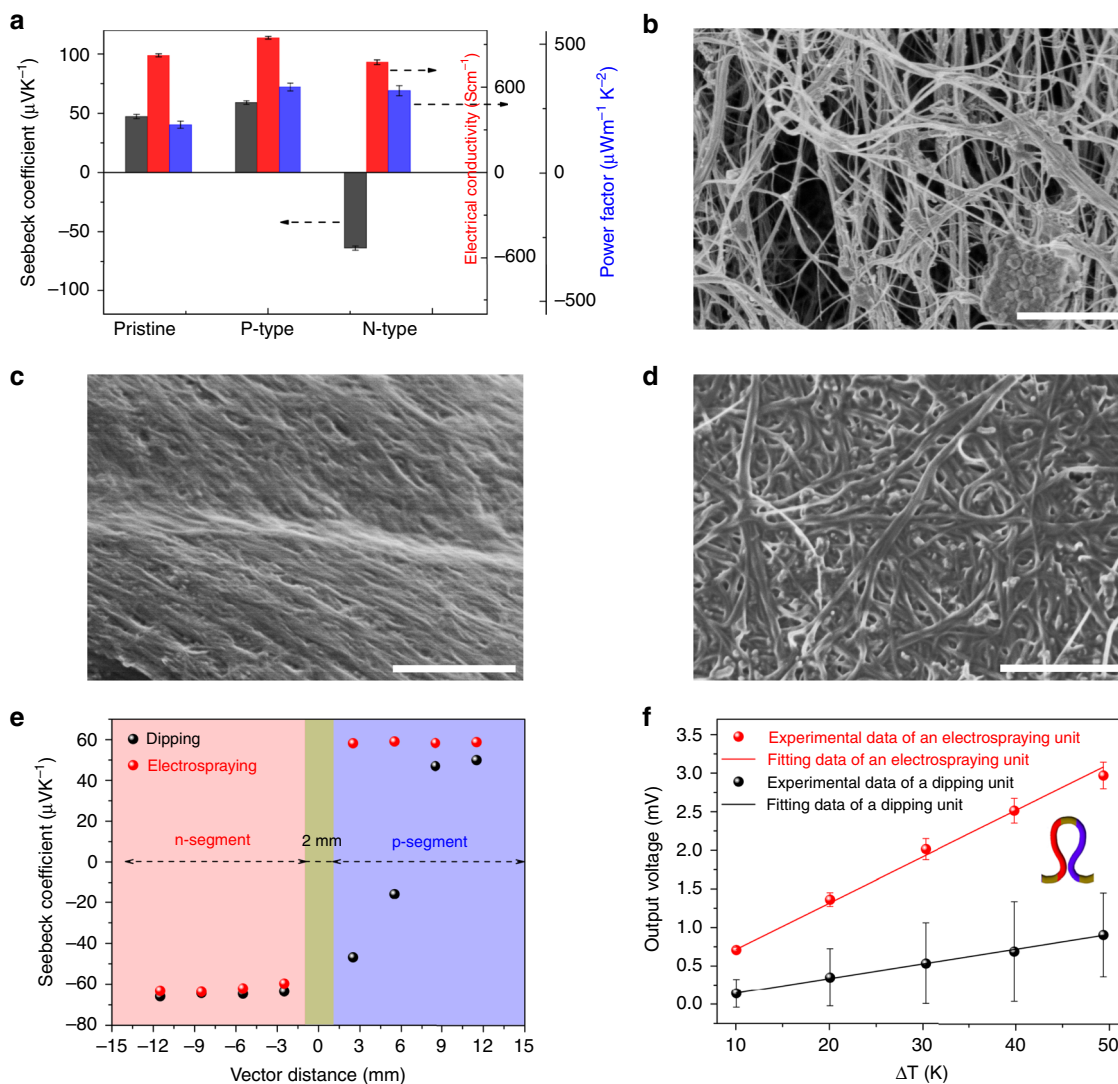 a
Seebeck coefficient (μVK⁻¹)
100
50
0
−50
−100
Pristine
P-type
N-type
Electrical conductivity (Scm⁻¹)
600
0
−600
Power factor (μWm⁻¹ K⁻²)
500
0
−500
b
c
d
e
Seebeck coefficient (μVK⁻¹)
60
40
20
0
−20
−40
−60
−80
Dipping
Electrospraying
n-segment
2 mm
p-segment
−15 −12 −9 −6 −3 0 3 6 9 12 15
Vector distance (mm)
f
Output voltage (mV)
3.5
3.0
2.5
2.0
1.5
1.0
0.5
0.0
Experimental data of an electrospraying unit
Fitting data of an electrospraying unit
Experimental data of a dipping unit
Fitting data of a dipping unit
10 20 30 40 50
ΔT (K)